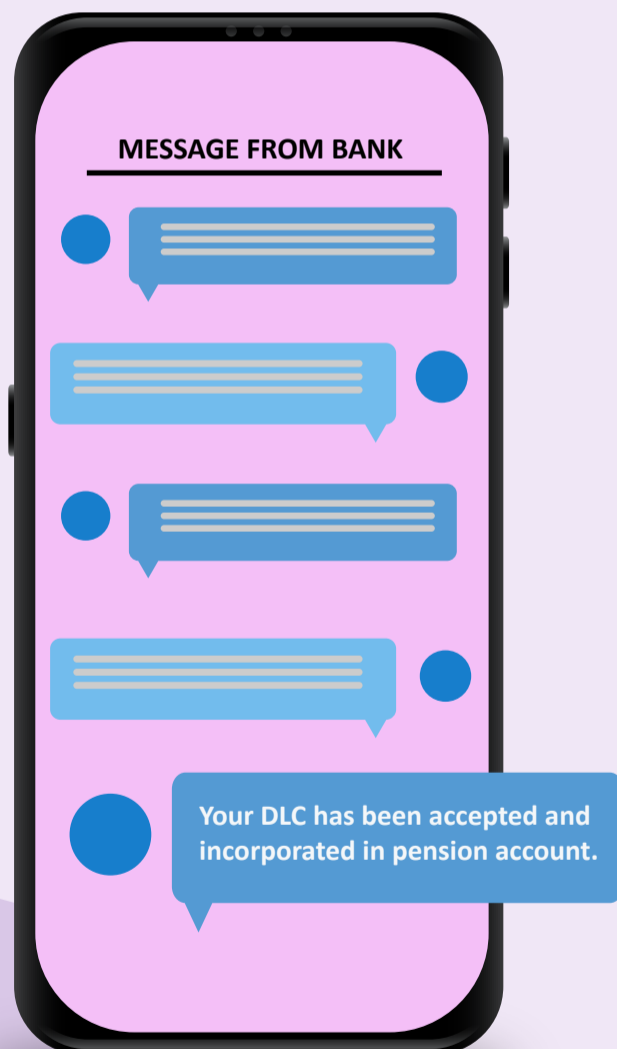 MESSAGE FROM BANK
Your DLC has been accepted and
incorporated in pension account.